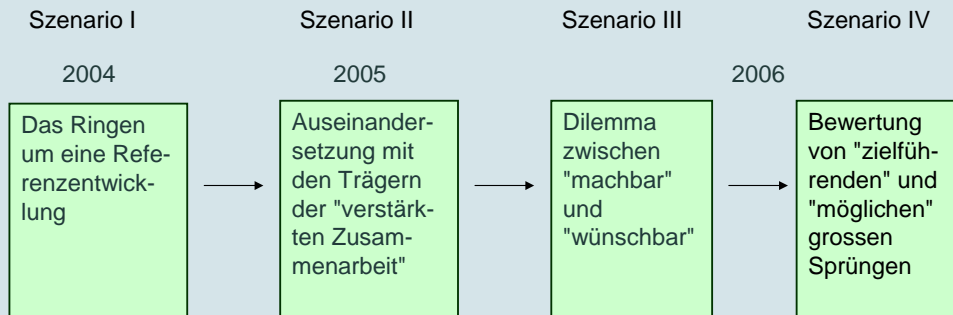 Szenario I
Szenario II
Szenario III
Szenario IV
2004
2005
2006
Das Ringen
um eine Refe-
renzentwick-
lung
Auseinander-
setzung mit
den Trägern
der "verstärk-
ten Zusam-
menarbeit"
Dilemma
zwischen
"machbar"
und
"wünschbar"
Bewertung
von "zielfüh-
renden" und
"möglichen"
grossen
Sprüngen